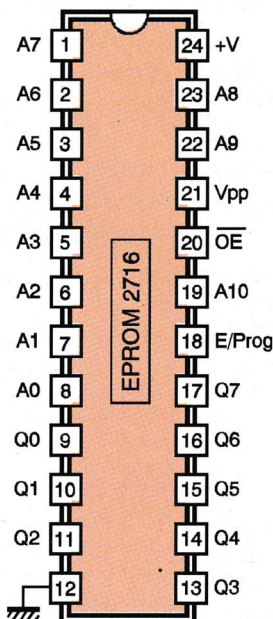 A7 1 24 +V
A6 2 23 A8
A5 3 22 A9
A4 4 21 Vpp
A3 5 20 OE
A2 6 19 A10
A1 7 18 E/Prog
A0 8 17 Q7
Q0 9 16 Q6
Q1 10 15 Q5
Q2 11 14 Q4
12 13 Q3
EPROM 2716